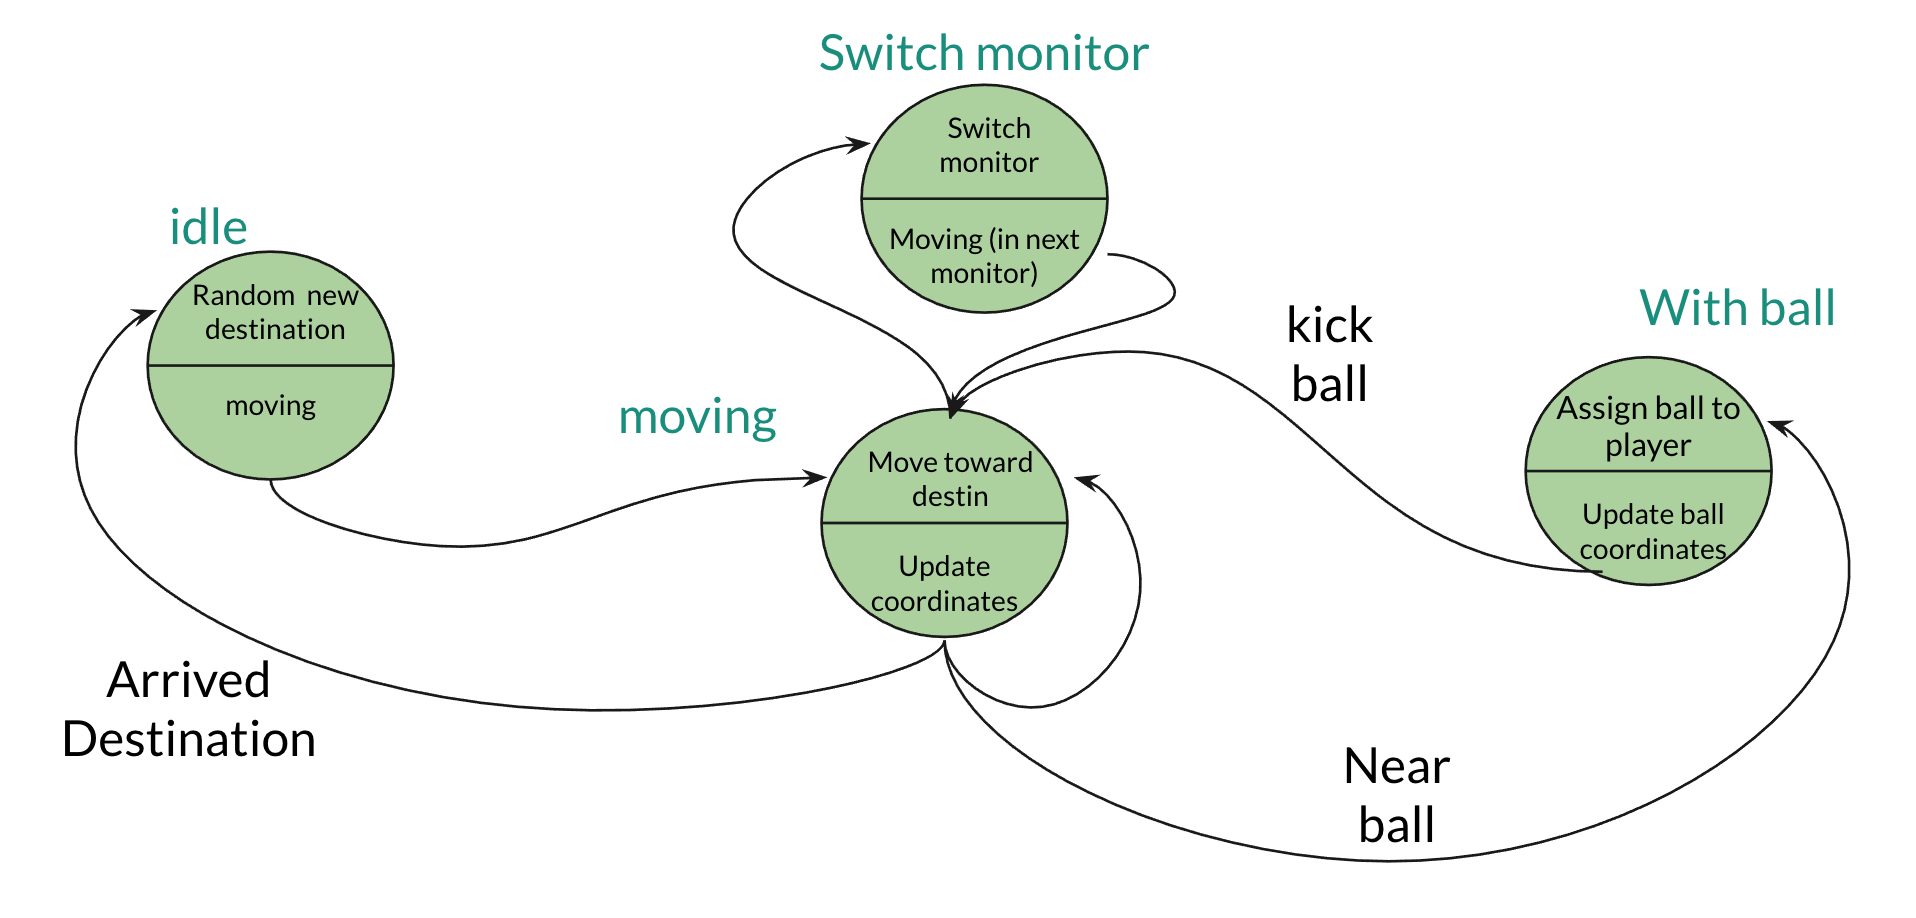 Switch monitor
Switch
monitor
Moving (in next
monitor)
idle
Random new
destination
moving
moving
Move toward
destin
Update
coordinates
kick
ball
With ball
Assign ball to
player
Update ball
coordinates
Arrived
Destination
Near
ball